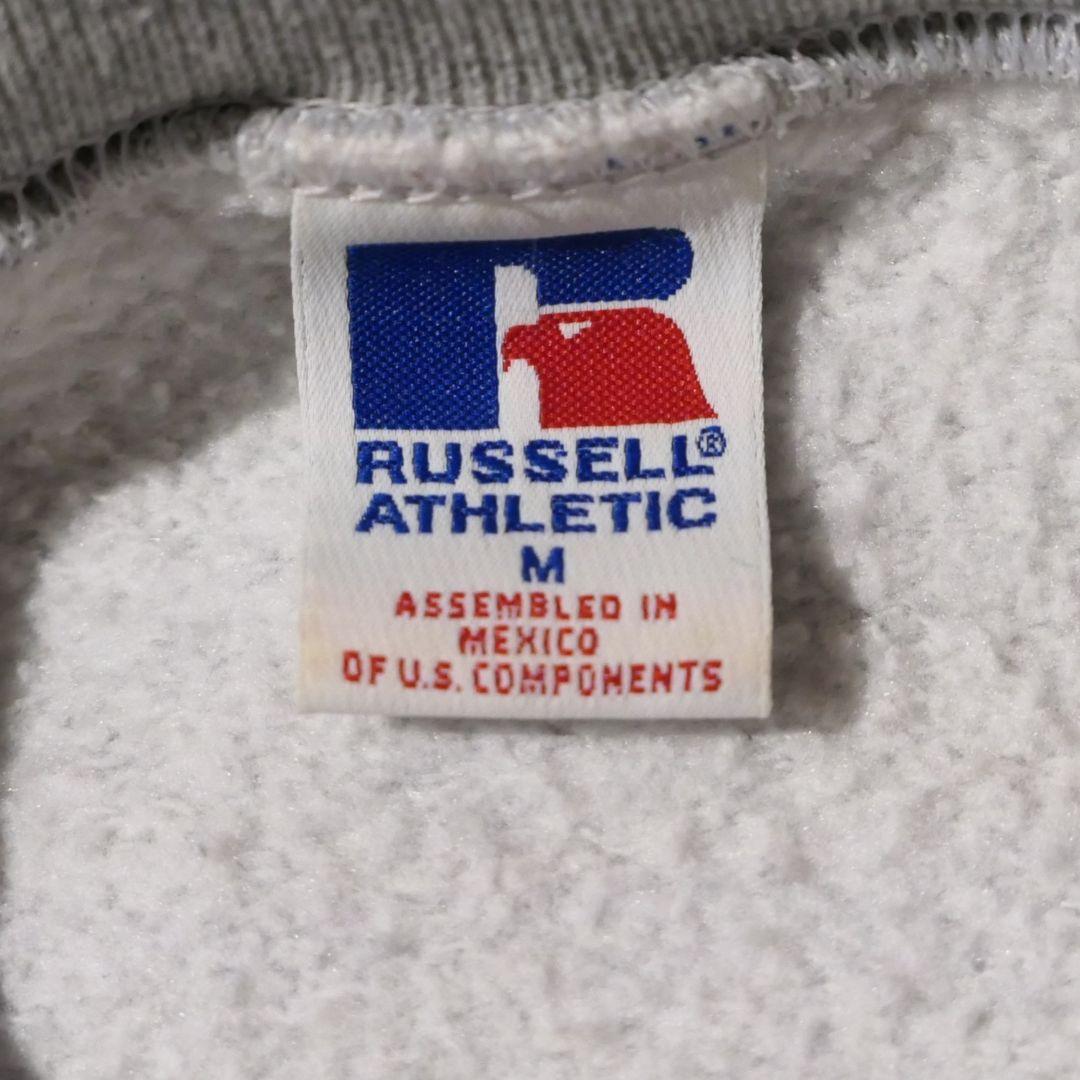 RUSSELL®
ATHLETIC
M
ASSEMBLED IN
MEXICO
OF U.S. COMPONENTS